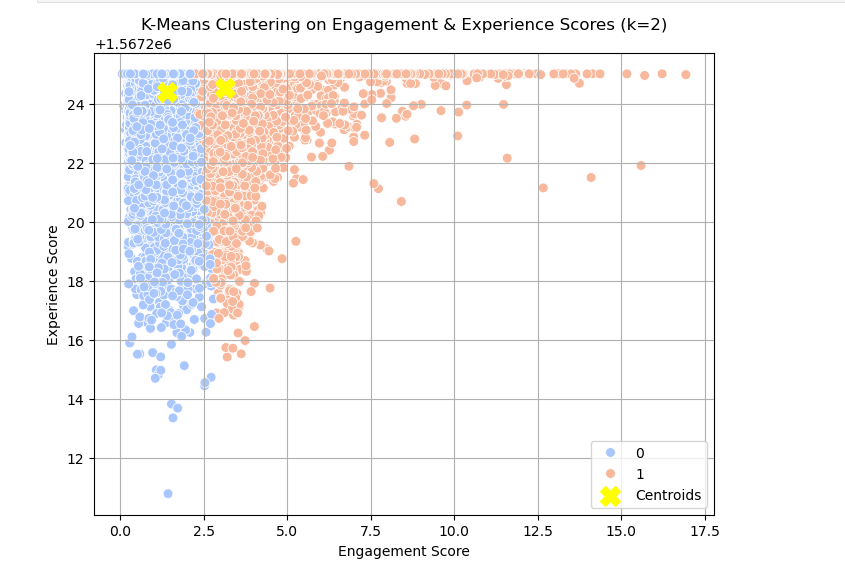 K-Means Clustering on Engagement & Experience Scores (k=2)
+1.5672e6
24
22
20
18
16
14
12
Experience Score
0.0 2.5 5.0 7.5 10.0 12.5 15.0 17.5
Engagement Score
0
1
Centroids